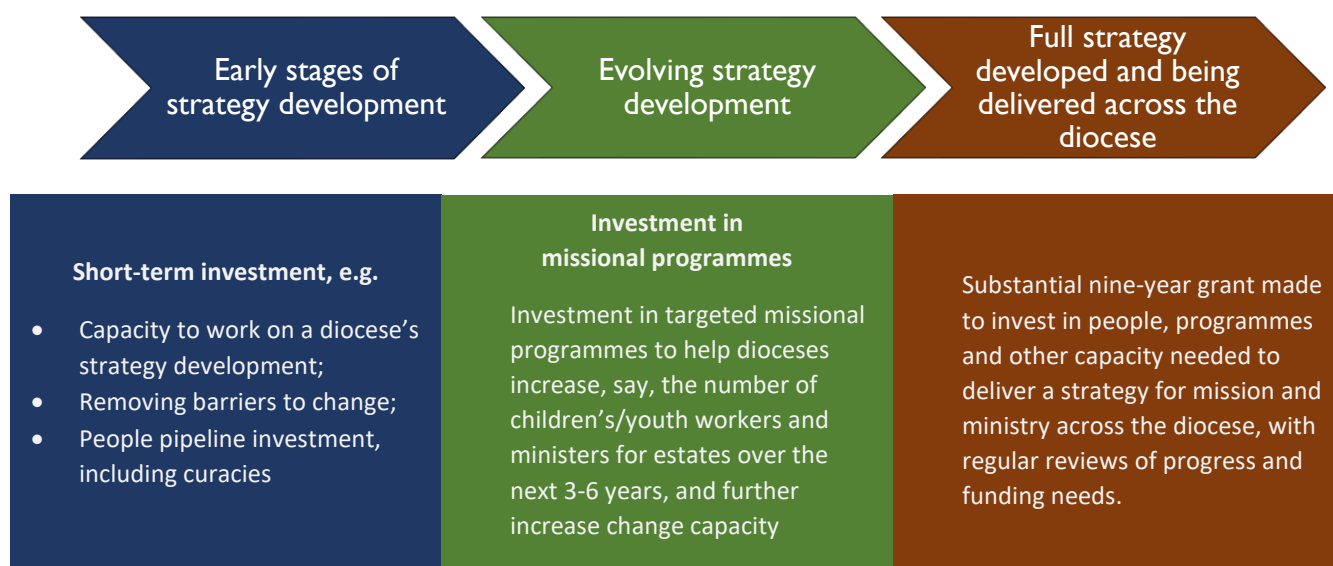 Early stages of
strategy development
Evolving strategy
development
Full strategy
developed and being
delivered across the
diocese
Short-term investment, e.g.
• Capacity to work on a diocese’s
strategy development;
• Removing barriers to change;
• People pipeline investment,
including curacies
Investment in
missional programmes
Investment in targeted missional
programmes to help dioceses
increase, say, the number of
children’s/youth workers and
ministers for estates over the
next 3-6 years, and further
increase change capacity
Substantial nine-year grant made
to invest in people, programmes
and other capacity needed to
deliver a strategy for mission and
ministry across the diocese, with
regular reviews of progress and
funding needs.